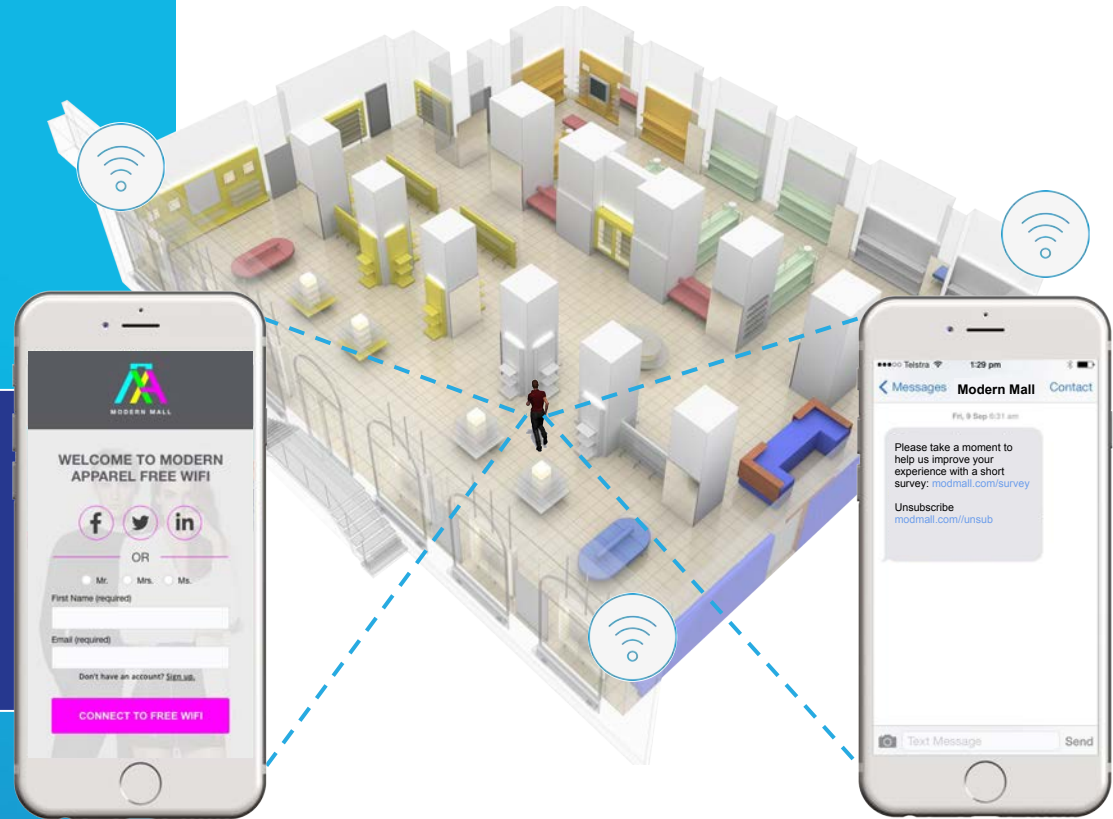 MODERN MALL
WELCOME TO MODERN
APPAREL FREE WIFI
f in
OR
Mr. Mrs. Ms.
First Name (required)
Email (required)
Don't have an account? Sign up.
CONNECT TO FREE WIFI
Telstra 1:29 pm
Messages Modern Mall Contact
Fri, 9 Sep 6:31 am
Please take a moment to
help us improve your
experience with a short
survey: modmall.com/survey
Unsubscribe
modmall.com//unsub
Text Message Send